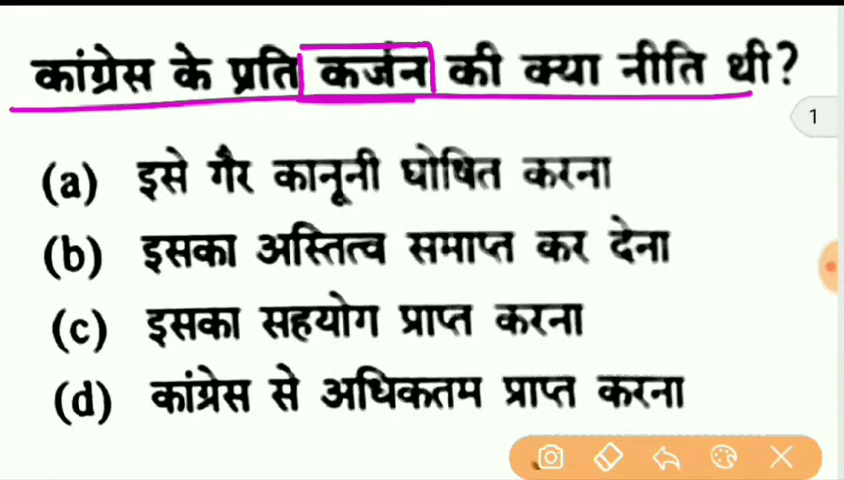 कांग्रेस के प्रति कर्जन की क्या नीति थी?
1
(a) इसे गैर कानूनी घोषित करना
(b) इसका अस्तित्व समाप्त कर देना
(c) इसका सहयोग प्राप्त करना
(d) कांग्रेस से अधिकतम प्राप्त करना